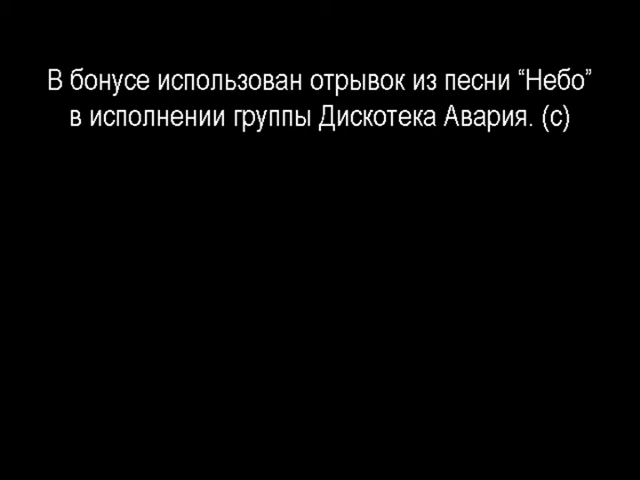 В бонусе использован отрывок из песни “Небо”
в исполнении группы Дискотека Авария. (с)